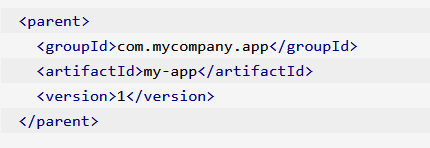 <parent>
  <groupId>com.mycompany.app</groupId>
  <artifactId>my-app</artifactId>
  <version>1</version>
</parent>